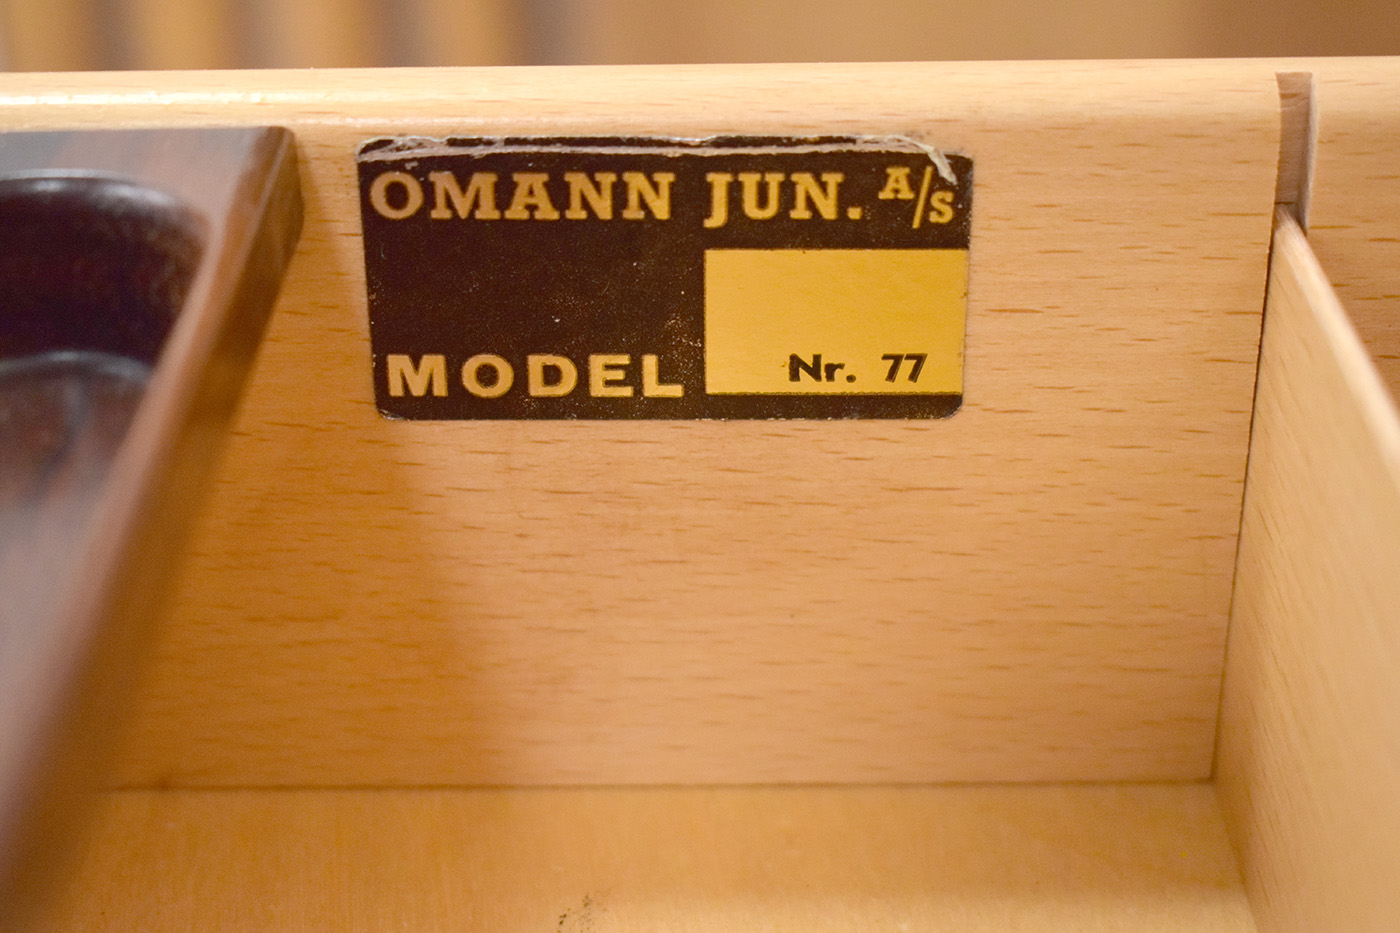 OMANN JUN. A/S
MODEL Nr. 77